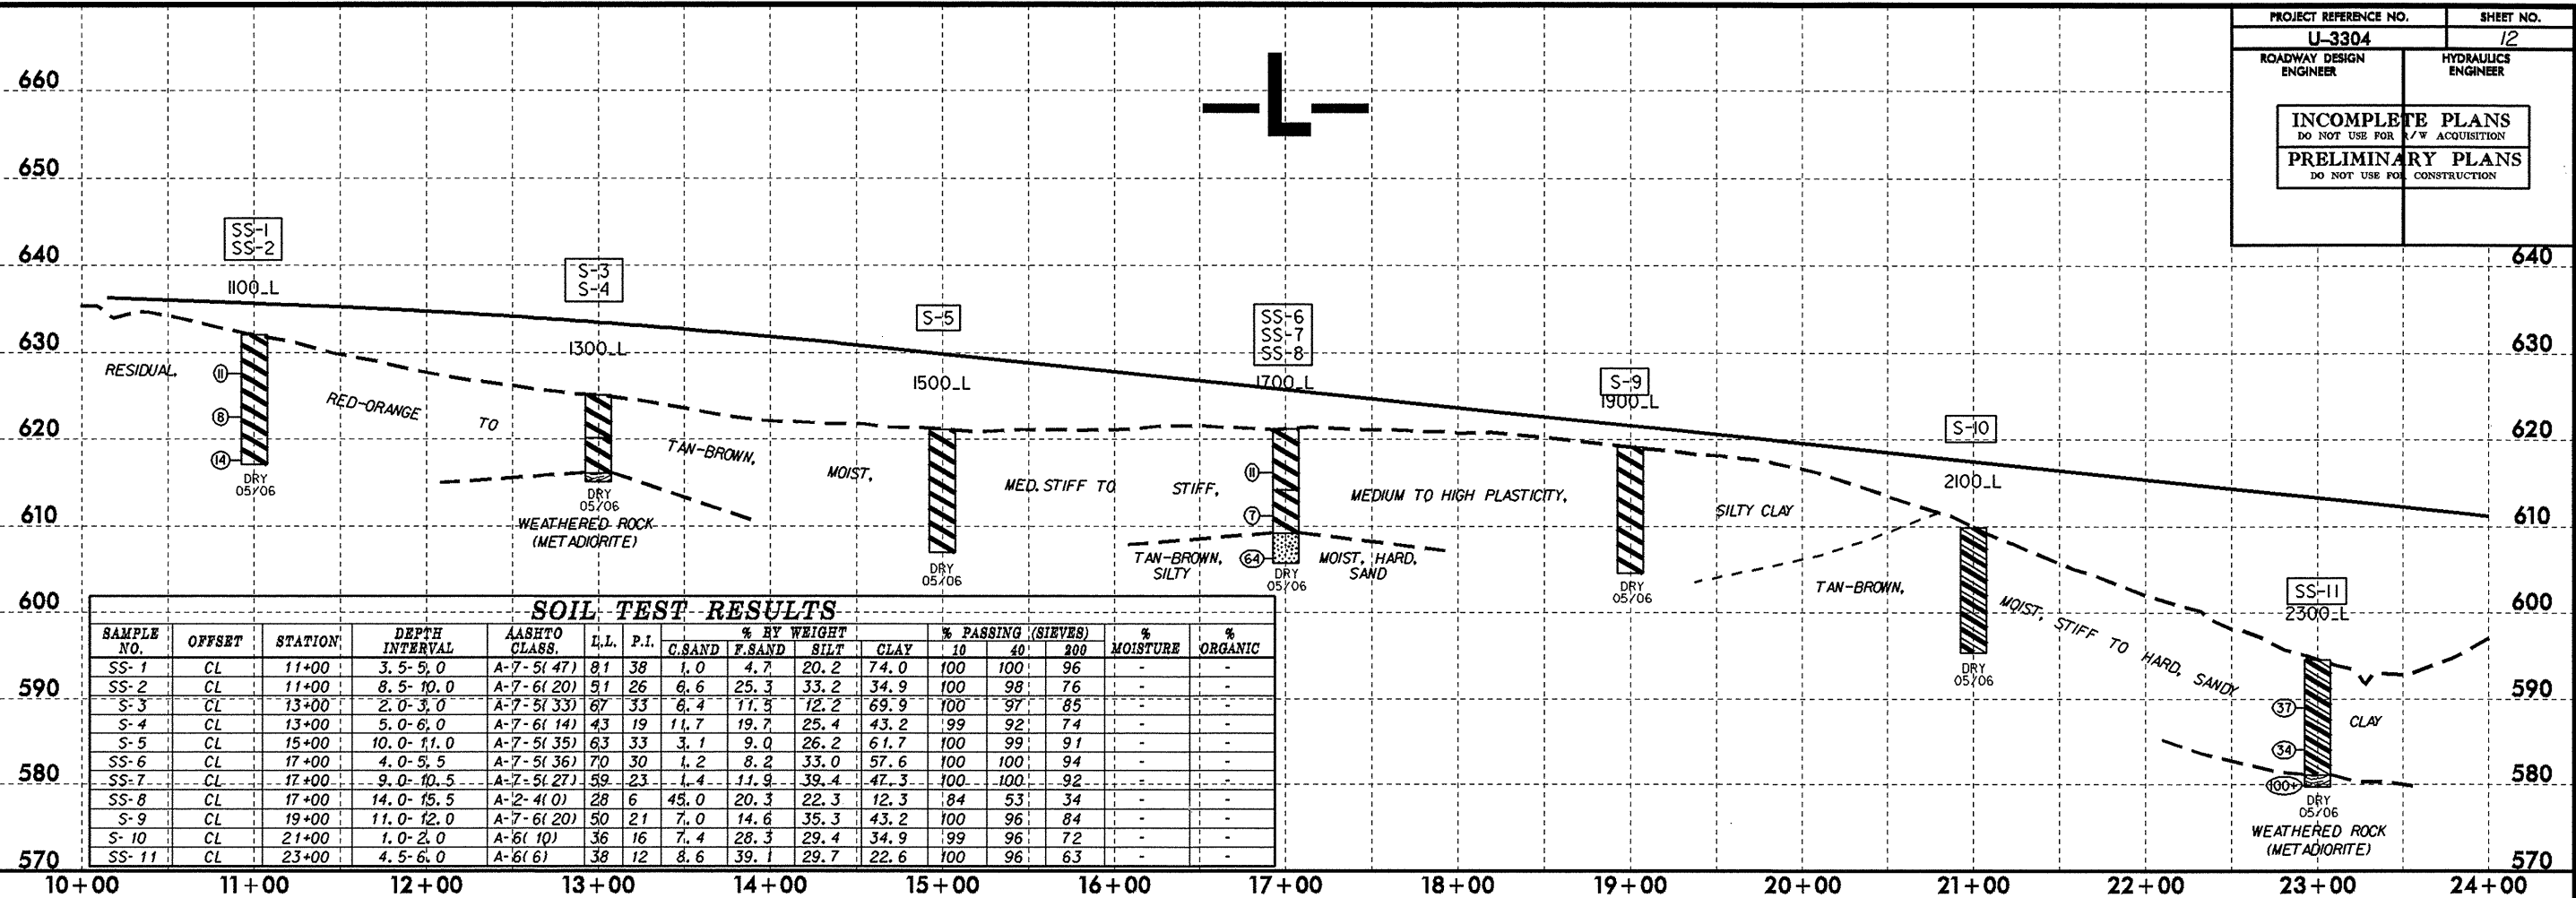 PROJECT REFERENCE NO. SHEET NO.
U-3304 12
ROADWAY DESIGN ENGINEER HYDRAULICS ENGINEER
INCOMPLETE PLANS
DO NOT USE FOR R/W ACQUISITION
PRELIMINARY PLANS
DO NOT USE FOR CONSTRUCTION
L
660
650
640 640
630 630
620 620
610 610
600 600
590 590
580 580
570 570
SS-1
SS-2
1100_L
S-3
S-4
1300_L
S-5
1500_L
SS-6
SS-7
SS-8
1700_L
S-9
1900_L
S-10
2100_L
SS-11
2300_L
RESIDUAL, RED-ORANGE TO TAN-BROWN, MOIST, MED. STIFF TO STIFF, MEDIUM TO HIGH PLASTICITY, SILTY CLAY
11
8
14
DRY
05/06
DRY
05/06
WEATHERED ROCK
(METADIORITE)
DRY
05/06
11
7
64
DRY
05/06
TAN-BROWN, MOIST, HARD,
SILTY SAND
DRY
05/06
TAN-BROWN, MOIST, STIFF TO HARD, SANDY CLAY
DRY
05/06
37
34
100+
DRY
05/06
WEATHERED ROCK
(METADIORITE)
SOIL TEST RESULTS
SAMPLE NO. OFFSET STATION DEPTH INTERVAL AASHTO CLASS. L.L. P.I. % BY WEIGHT C.SAND F.SAND SILT CLAY % PASSING (SIEVES) 10 40 200 % MOISTURE % ORGANIC
SS-1 CL 11+00 3.5-5.0 A-7-5(47) 81 38 1.0 4.7 20.2 74.0 100 100 96 - -
SS-2 CL 11+00 8.5-10.0 A-7-6(20) 51 26 6.6 25.3 33.2 34.9 100 98 76 - -
S-3 CL 13+00 2.0-3.0 A-7-5(33) 67 33 6.4 11.5 12.2 69.9 100 97 85 - -
S-4 CL 13+00 5.0-6.0 A-7-6(14) 43 19 11.7 19.7 25.4 43.2 99 92 74 - -
S-5 CL 15+00 10.0-11.0 A-7-5(35) 63 33 3.1 9.0 26.2 61.7 100 99 91 - -
SS-6 CL 17+00 4.0-5.5 A-7-5(36) 70 30 1.2 8.2 33.0 57.6 100 100 94 - -
SS-7 CL 17+00 9.0-10.5 A-7-5(27) 59 23 1.4 11.9 39.4 47.3 100 100 92 - -
SS-8 CL 17+00 14.0-15.5 A-2-4(0) 28 6 45.0 20.3 22.3 12.3 84 53 34 - -
S-9 CL 19+00 11.0-12.0 A-7-6(20) 50 21 7.0 14.6 35.3 43.2 100 96 84 - -
S-10 CL 21+00 1.0-2.0 A-6(10) 36 16 7.4 28.3 29.4 34.9 99 96 72 - -
SS-11 CL 23+00 4.5-6.0 A-6(6) 38 12 8.6 39.1 29.7 22.6 100 96 63 - -
10+00 11+00 12+00 13+00 14+00 15+00 16+00 17+00 18+00 19+00 20+00 21+00 22+00 23+00 24+00